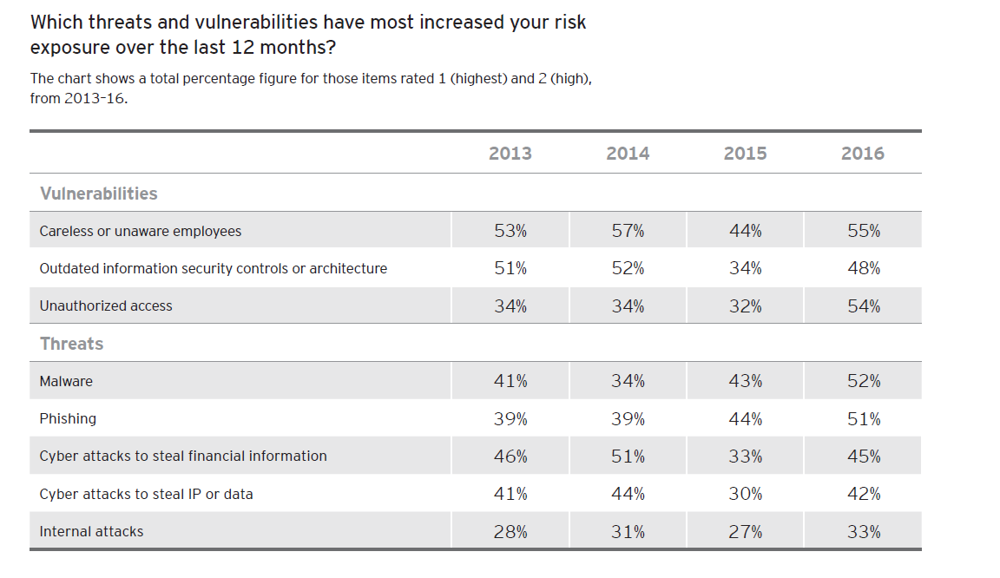 Which threats and vulnerabilities have most increased your risk
exposure over the last 12 months?
The chart shows a total percentage figure for those items rated 1 (highest) and 2 (high),
from 2013–16.
2013 2014 2015 2016
Vulnerabilities
Careless or unaware employees 53% 57% 44% 55%
Outdated information security controls or architecture 51% 52% 34% 48%
Unauthorized access 34% 34% 32% 54%
Threats
Malware 41% 34% 43% 52%
Phishing 39% 39% 44% 51%
Cyber attacks to steal financial information 46% 51% 33% 45%
Cyber attacks to steal IP or data 41% 44% 30% 42%
Internal attacks 28% 31% 27% 33%